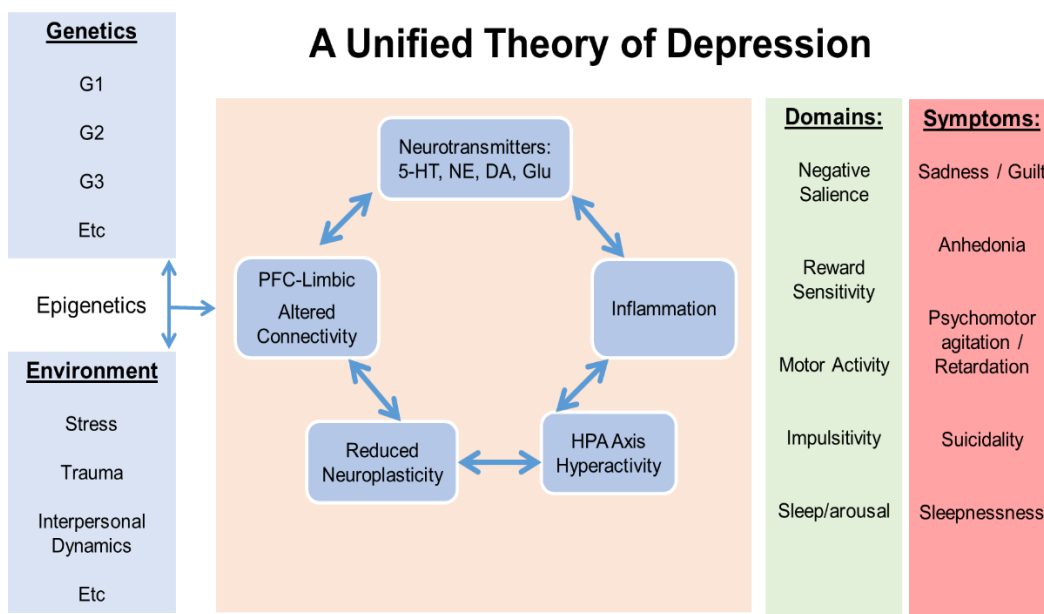 A Unified Theory of Depression
Genetics
G1
G2
G3
Etc
Epigenetics
Environment
Stress
Trauma
Interpersonal
Dynamics
Etc
Neurotransmitters:
5-HT, NE, DA, Glu
PFC-Limbic
Altered
Connectivity
Inflammation
Reduced
Neuroplasticity
HPA Axis
Hyperactivity
Domains:
Negative
Salience
Reward
Sensitivity
Motor Activity
Impulsitivity
Sleep/arousal
Symptoms:
Sadness / Guilt
Anhedonia
Psychomotor
agitation /
Retardation
Suicidality
Sleepnessness